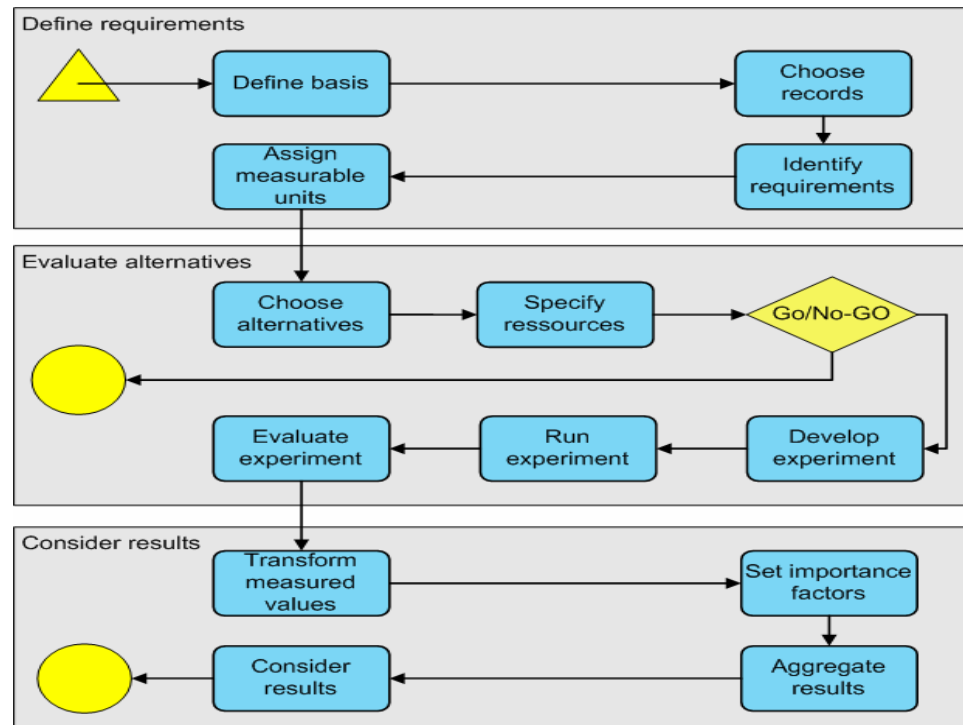 Define requirements
Define basis
Choose
records
Assign
measurable
units
Identify
requirements
Evaluate alternatives
Choose
alternatives
Specify
ressources
Go/No-GO
Evaluate
experiment
Run
experiment
Develop
experiment
Consider results
Transform
measured
values
Set importance
factors
Consider
results
Aggregate
results